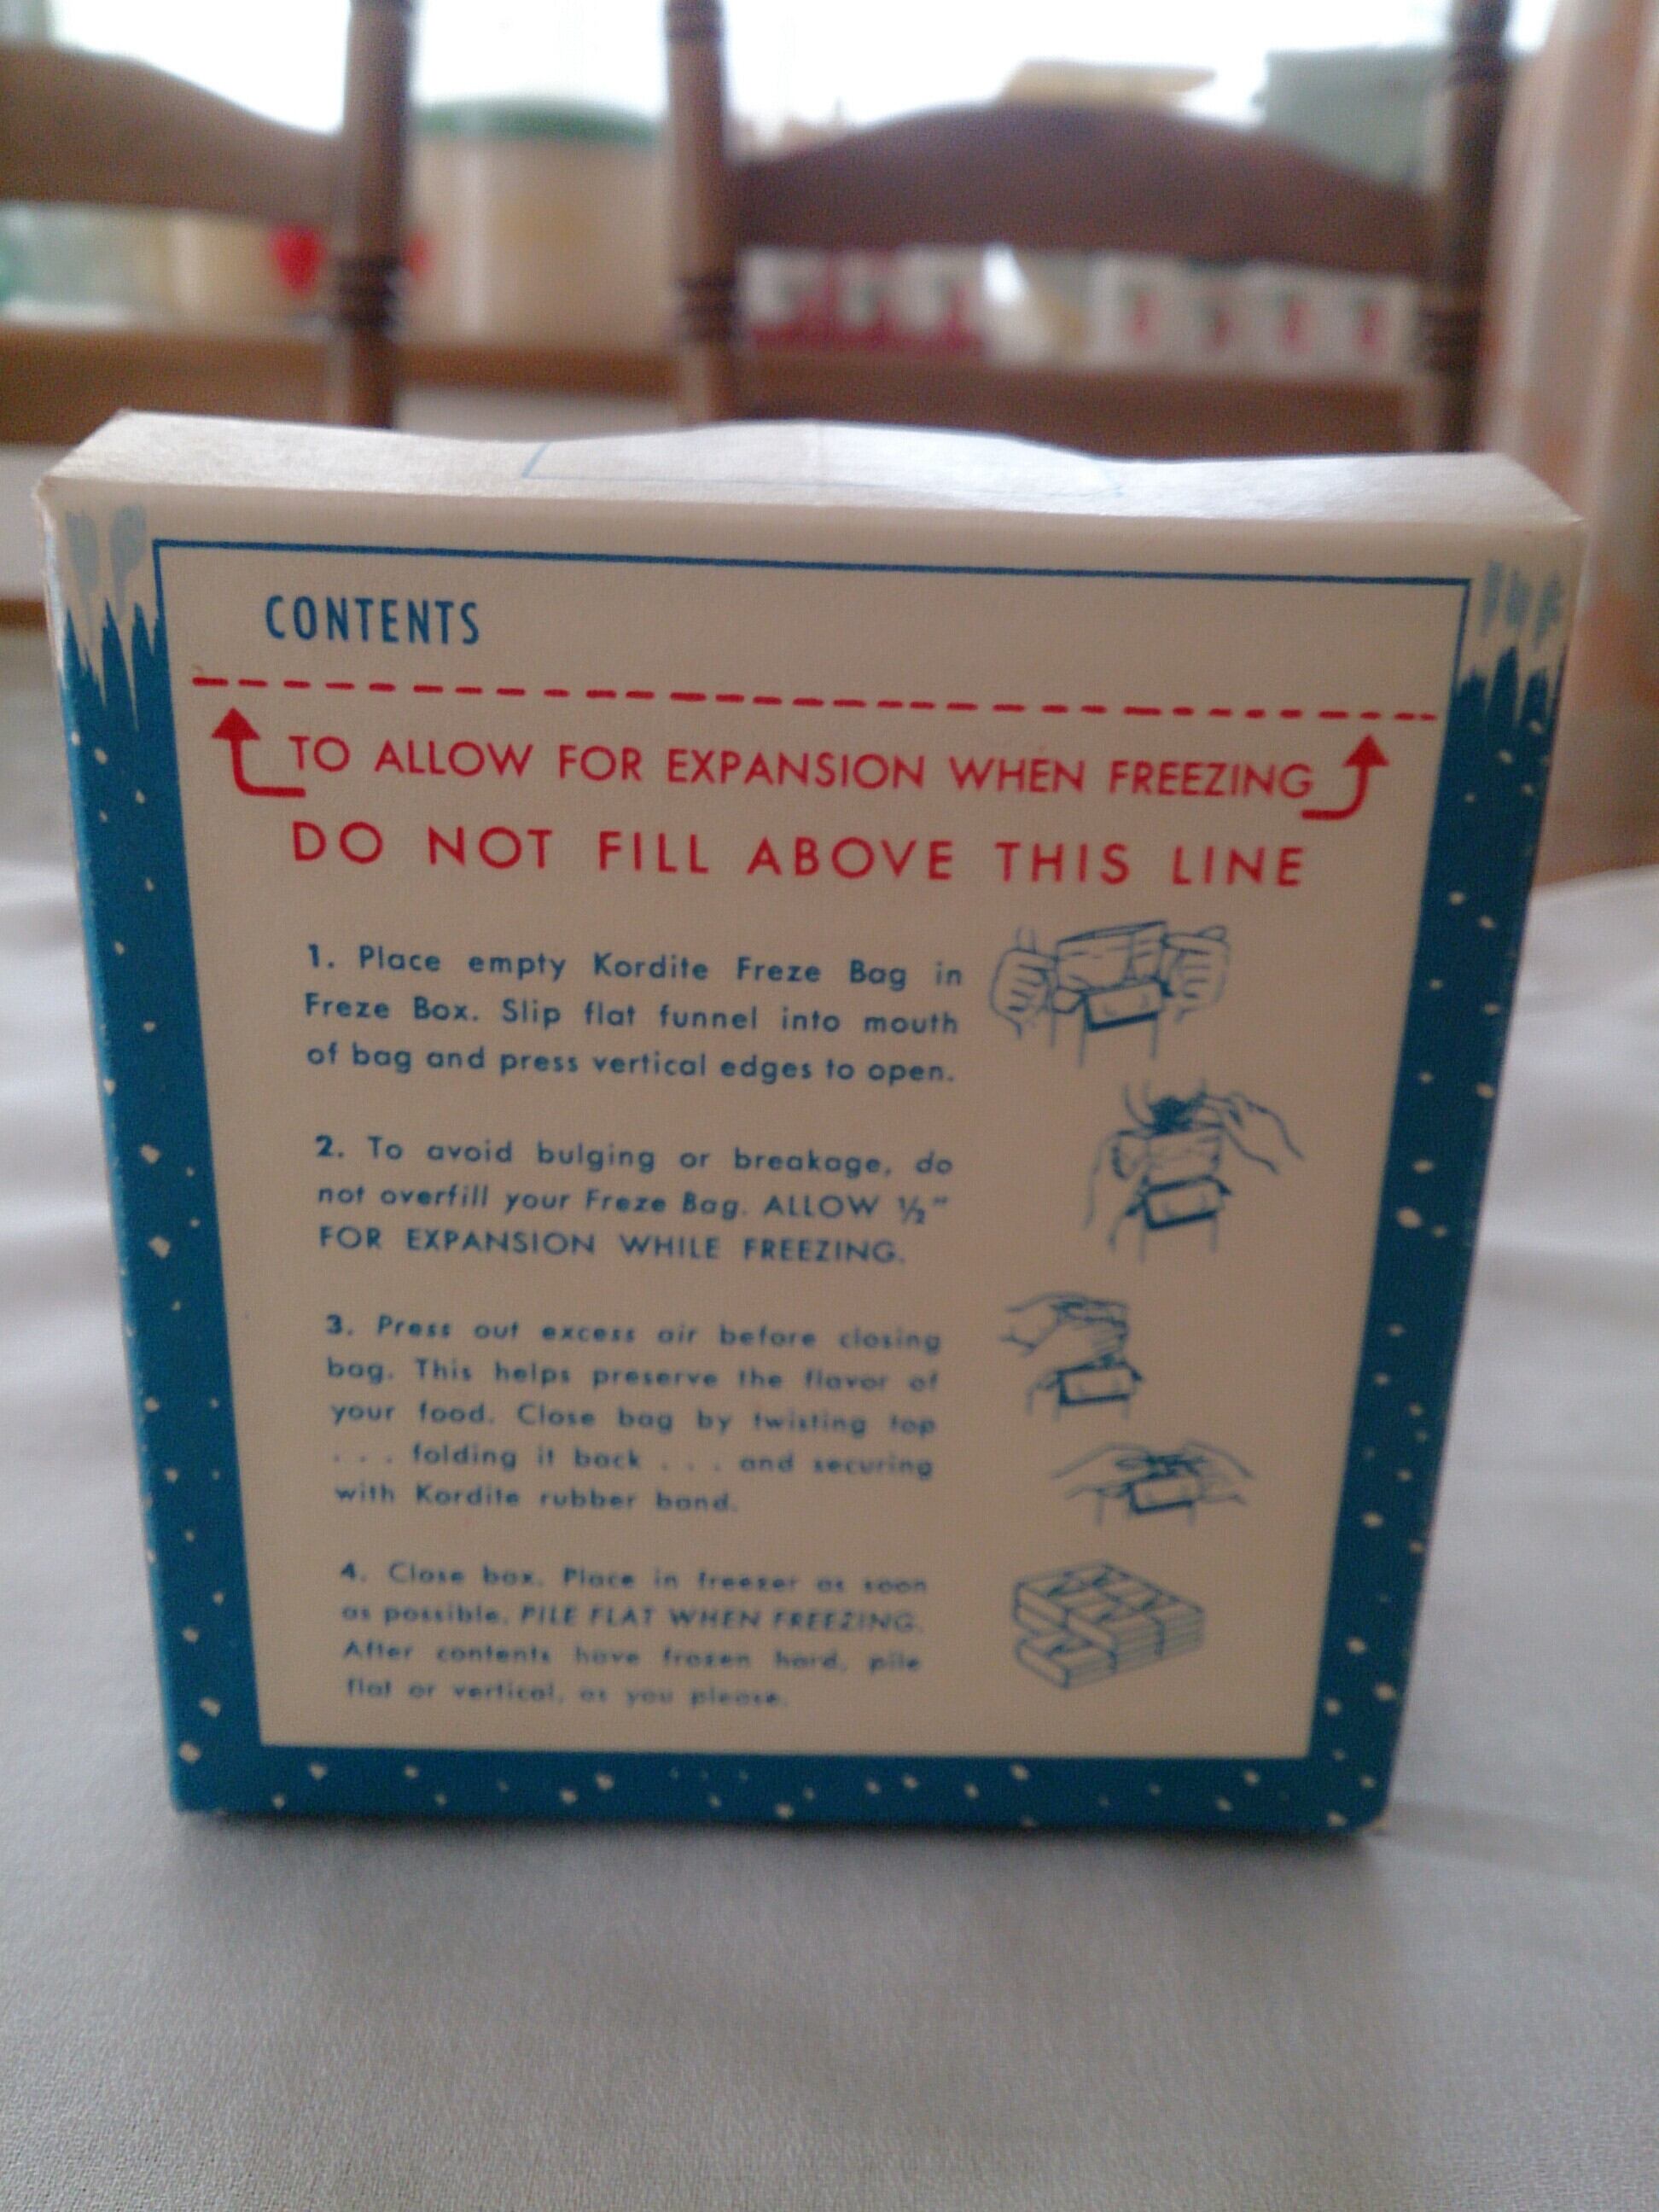 CONTENTS
TO ALLOW FOR EXPANSION WHEN FREEZING
DO NOT FILL ABOVE THIS LINE
1. Place empty Kordite Freze Bag in
Freze Box. Slip flat funnel into mouth
of bag and press vertical edges to open.
2. To avoid bulging or breakage, do
not overfill your Freze Bag. ALLOW ½"
FOR EXPANSION WHILE FREEZING.
3. Press out excess air before closing
bag. This helps preserve the flavor of
your food. Close bag by twisting top
. . . folding it back . . . and securing
with Kordite rubber band.
4. Close box. Place in freezer as soon
as possible. PILE FLAT WHEN FREEZING.
After contents have frozen hard, pile
flat or vertical, as you please.